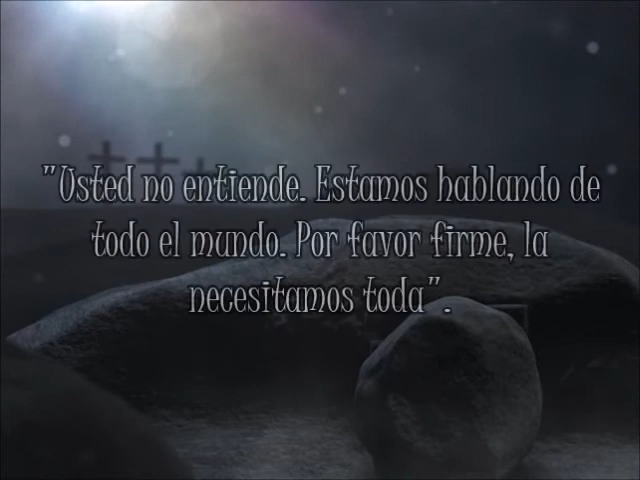 "Usted no entiende. Estamos hablando de
todo el mundo. Por favor firme, la
necesitamos toda".